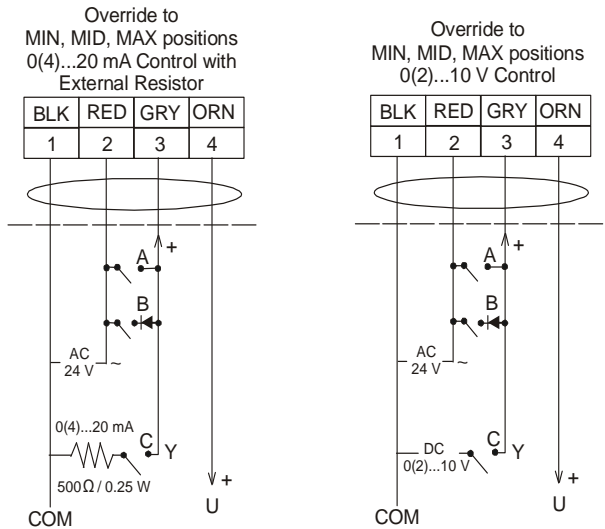 Override to
MIN, MID, MAX positions
0(4)...20 mA Control with
External Resistor
BLK RED GRY ORN
1 2 3 4
+
A
B
AC
24 V ~
0(4)...20 mA
C Y
500Ω / 0.25 W
+
U
COM
Override to
MIN, MID, MAX positions
0(2)...10 V Control
BLK RED GRY ORN
1 2 3 4
+
A
B
AC
24 V ~
DC
0(2)...10 V
C Y
+
U
COM